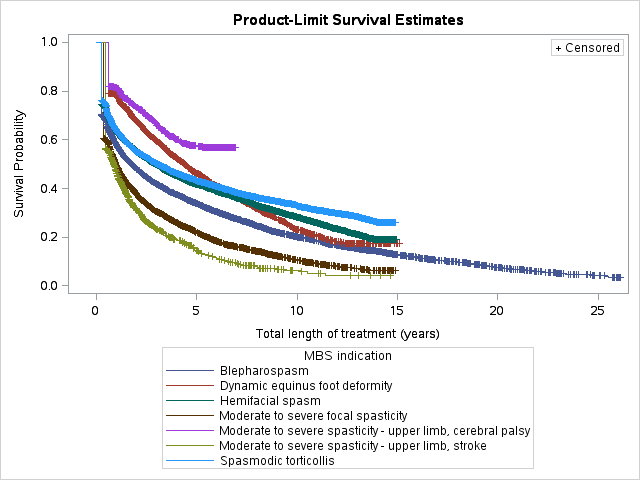 Product-Limit Survival Estimates
+ Censored
1.0
0.8
0.6
0.4
0.2
0.0
Survival Probability
0 5 10 15 20 25
Total length of treatment (years)
MBS indication
Blepharospasm
Dynamic equinus foot deformity
Hemifacial spasm
Moderate to severe focal spasticity
Moderate to severe spasticity - upper limb, cerebral palsy
Moderate to severe spasticity - upper limb, stroke
Spasmodic torticollis